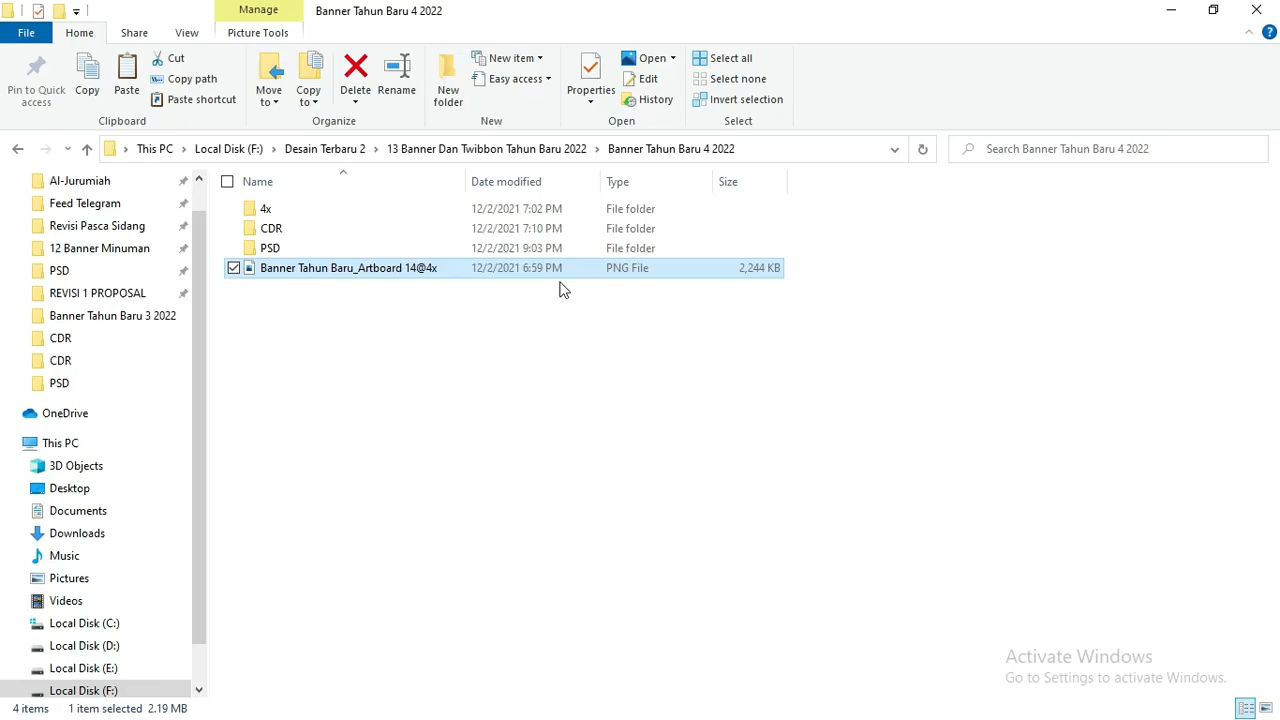 Manage
Banner Tahun Baru 4 2022
File
Home
Share
View
Picture Tools
Pin to Quick access
Copy
Paste
Cut
Copy path
Paste shortcut
Clipboard
Move to
Copy to
Delete
Rename
Organize
New folder
New item
Easy access
New
Properties
Open
Edit
History
Open
Select all
Select none
Invert selection
Select
This PC > Local Disk (F:) > Desain Terbaru 2 > 13 Banner Dan Twibbon Tahun Baru 2022 > Banner Tahun Baru 4 2022
Search Banner Tahun Baru 4 2022
Al-Jurumiah
Feed Telegram
Revisi Pasca Sidang
12 Banner Minuman
PSD
REVISI 1 PROPOSAL
Banner Tahun Baru 3 2022
CDR
CDR
PSD
OneDrive
This PC
3D Objects
Desktop
Documents
Downloads
Music
Pictures
Videos
Local Disk (C:)
Local Disk (D:)
Local Disk (E:)
Local Disk (F:)
Name Date modified Type Size
4x 12/2/2021 7:02 PM File folder
CDR 12/2/2021 7:10 PM File folder
PSD 12/2/2021 9:03 PM File folder
Banner Tahun Baru_Artboard 14@4x 12/2/2021 6:59 PM PNG File 2,244 KB
Activate Windows
Go to Settings to activate Windows.
4 items 1 item selected 2.19 MB